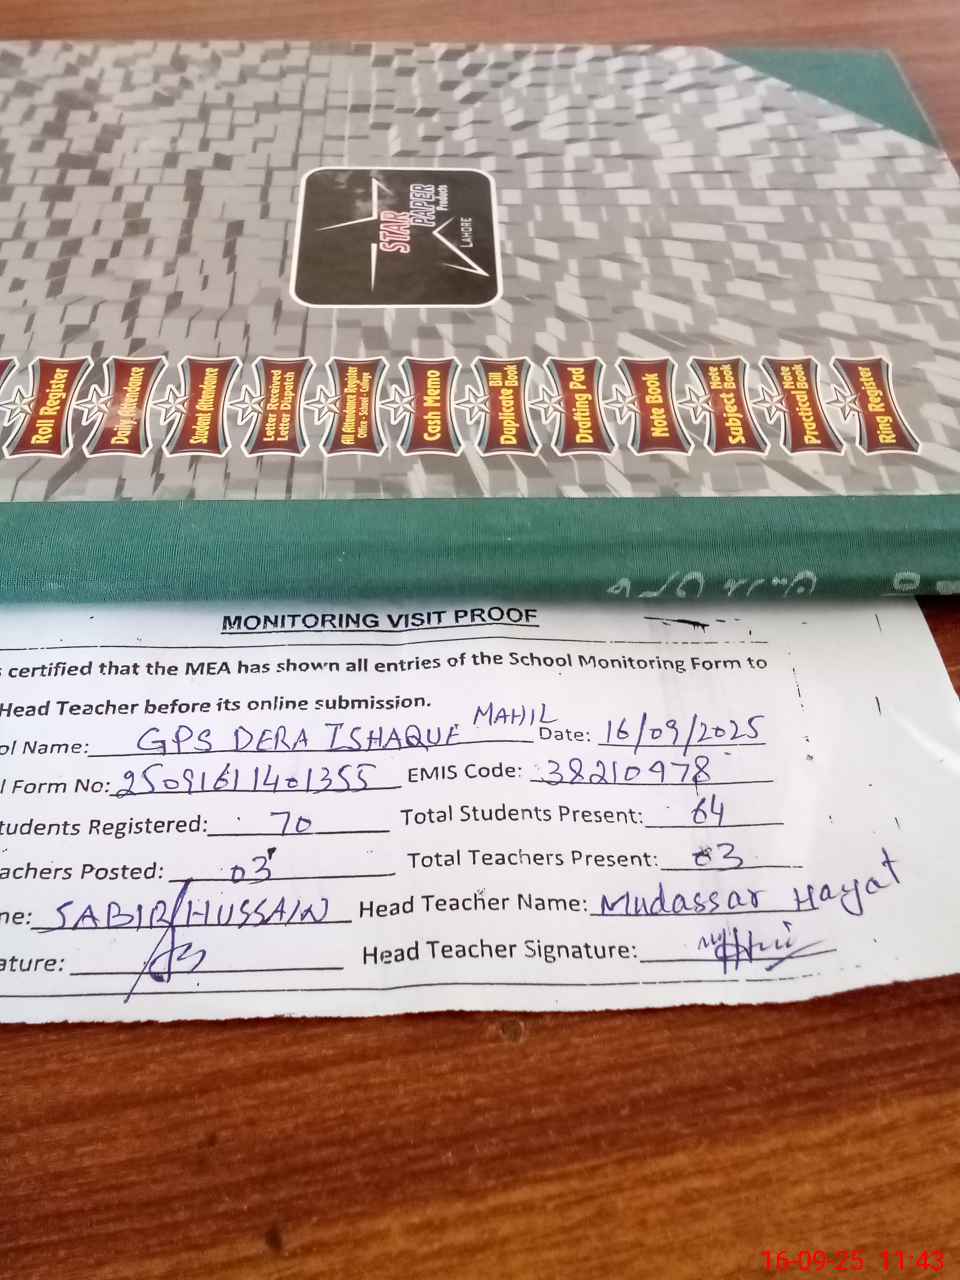 STAR
PAPER
Products
LAHORE
Roll Register
Daily Attendance
Student Attendance
Letter Received
Letter Dispatch
All Attendance Register
Office - School - College
Cash Memo
Bill
Duplicate Book
Drafting Pad
Note Book
Sabject Note Book
Practical Note Book
Ring Register
MONITORING VISIT PROOF
certified that the MEA has shown all entries of the School Monitoring Form to
Head Teacher before its online submission.
ol Name: GPS DERA ISHAQUE MAHIL Date: 16/09/2025
l Form No: 25091611401355 EMIS Code: 38210978
tudents Registered: 70 Total Students Present: 64
achers Posted: 03 Total Teachers Present: 03
ne: SABIR HUSSAIN Head Teacher Name: Mudassar Hayat
ature: Head Teacher Signature:
16-09-25 11:43